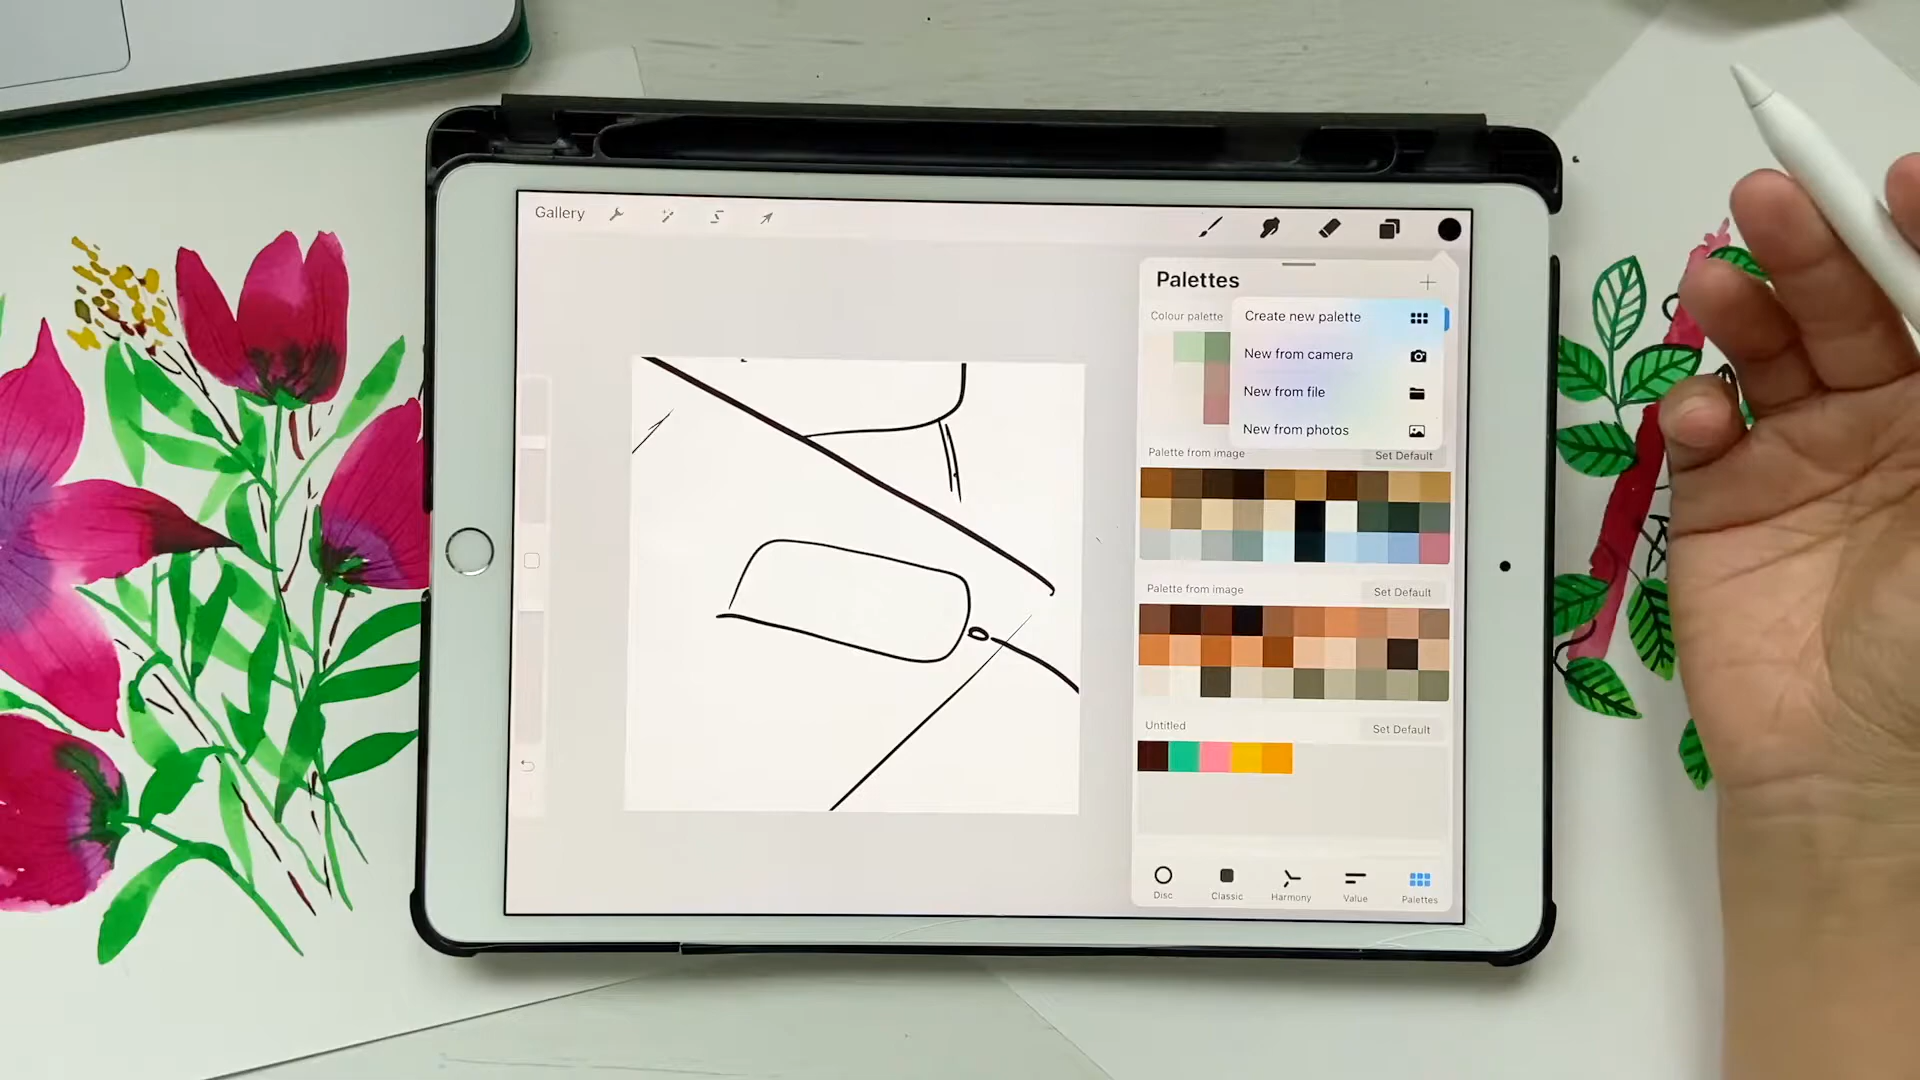 Gallery
Palettes
Colour palette
Create new palette
New from camera
New from file
New from photos
Palette from image
Set Default
Palette from image
Set Default
Untitled
Set Default
Disc
Classic
Harmony
Value
Palettes